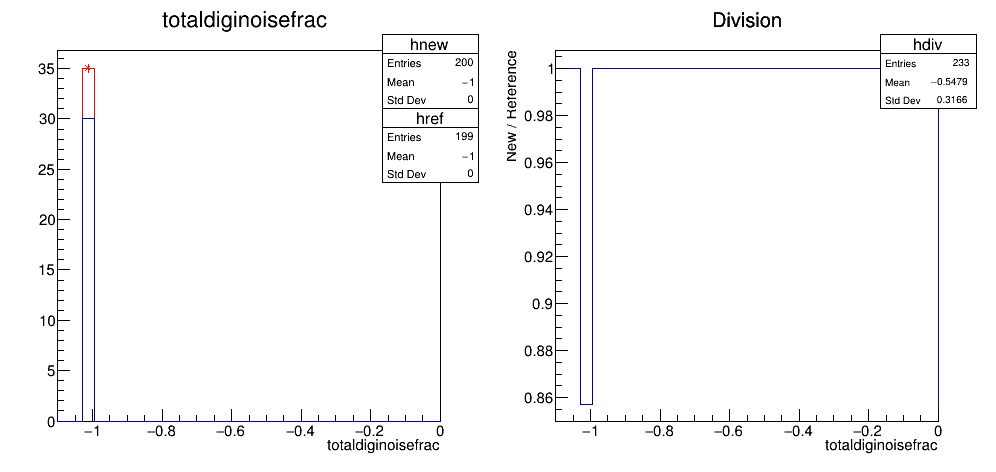 totaldiginoisefrac
hnew
Entries 200
Mean −1
Std Dev 0
href
Entries 199
Mean −1
Std Dev 0
35
30
25
20
15
10
5
0
−1 −0.8 −0.6 −0.4 −0.2 0
totaldiginoisefrac
Division
hdiv
Entries 233
Mean −0.5479
Std Dev 0.3166
New / Reference
1
0.98
0.96
0.94
0.92
0.9
0.88
0.86
−1 −0.8 −0.6 −0.4 −0.2 0
totaldiginoisefrac